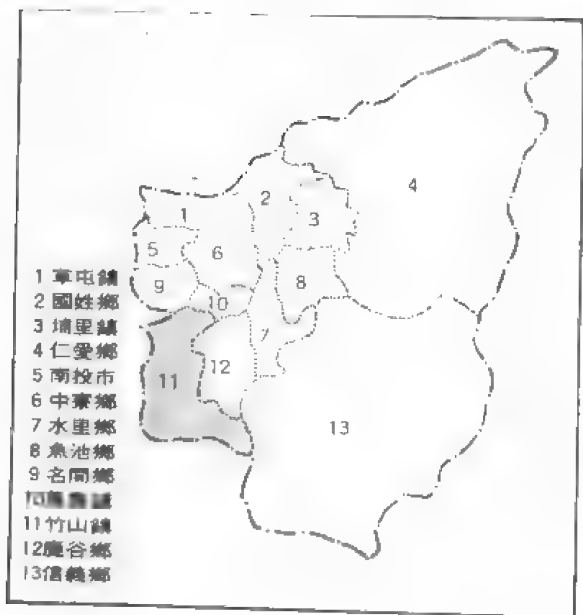 1 草屯鎮
2 國姓鄉
3 埔里鎮
4 仁愛鄉
5 南投市
6 中寮鄉
7 水里鄉
8 魚池鄉
9 名間鄉
10
11 竹山鎮
12 鹿谷鄉
13 信義鄉
4
2
3
1
5
6
9
8
10
7
12
11
13